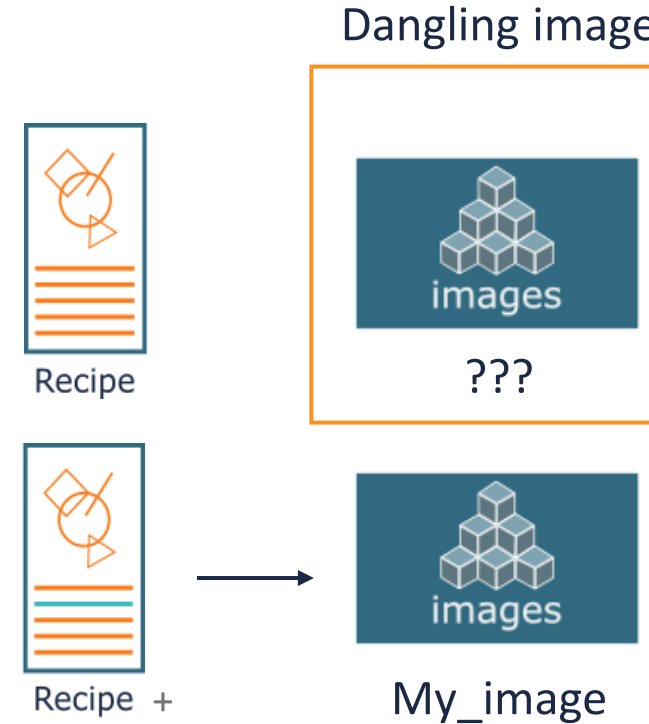 Dangling image
images
???
Recipe
images
Recipe +
My_image